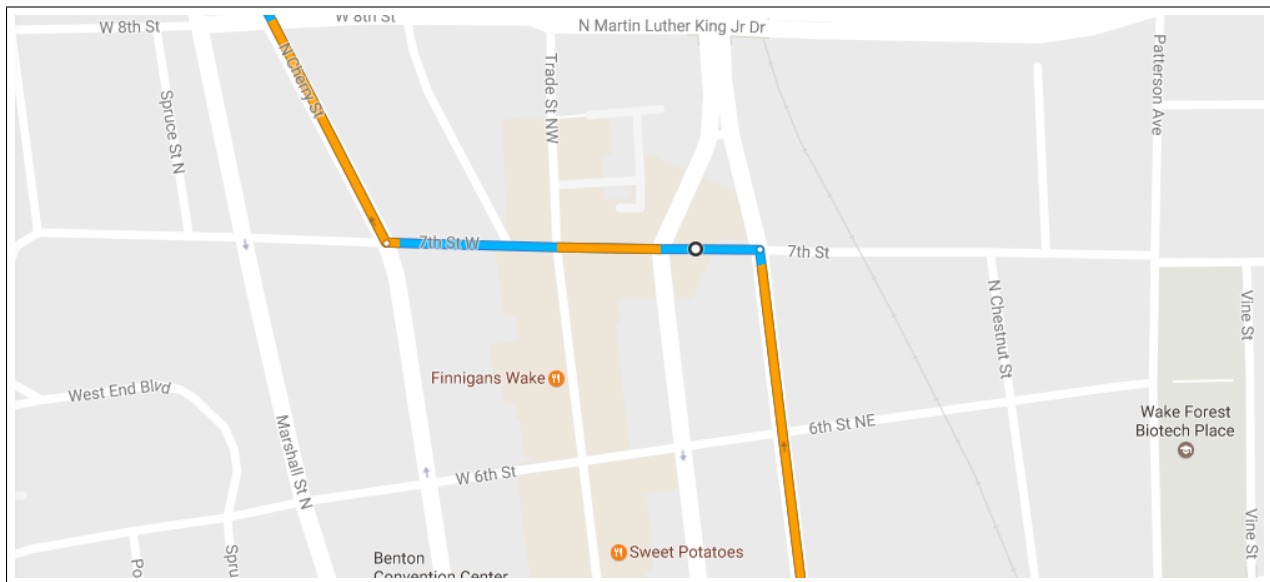 W 8th St
W 8th St
N Martin Luther King Jr Dr
N Cherry St
Trade St NW
Patterson Ave
Spruce St N
7th St W
7th St
N Chestnut St
Vine St
West End Blvd
Finnigans Wake
Wake Forest
Biotech Place
6th St NE
Marshall St N
W 6th St
Vine St
Po
Spru
Benton
Convention Center
Sweet Potatoes